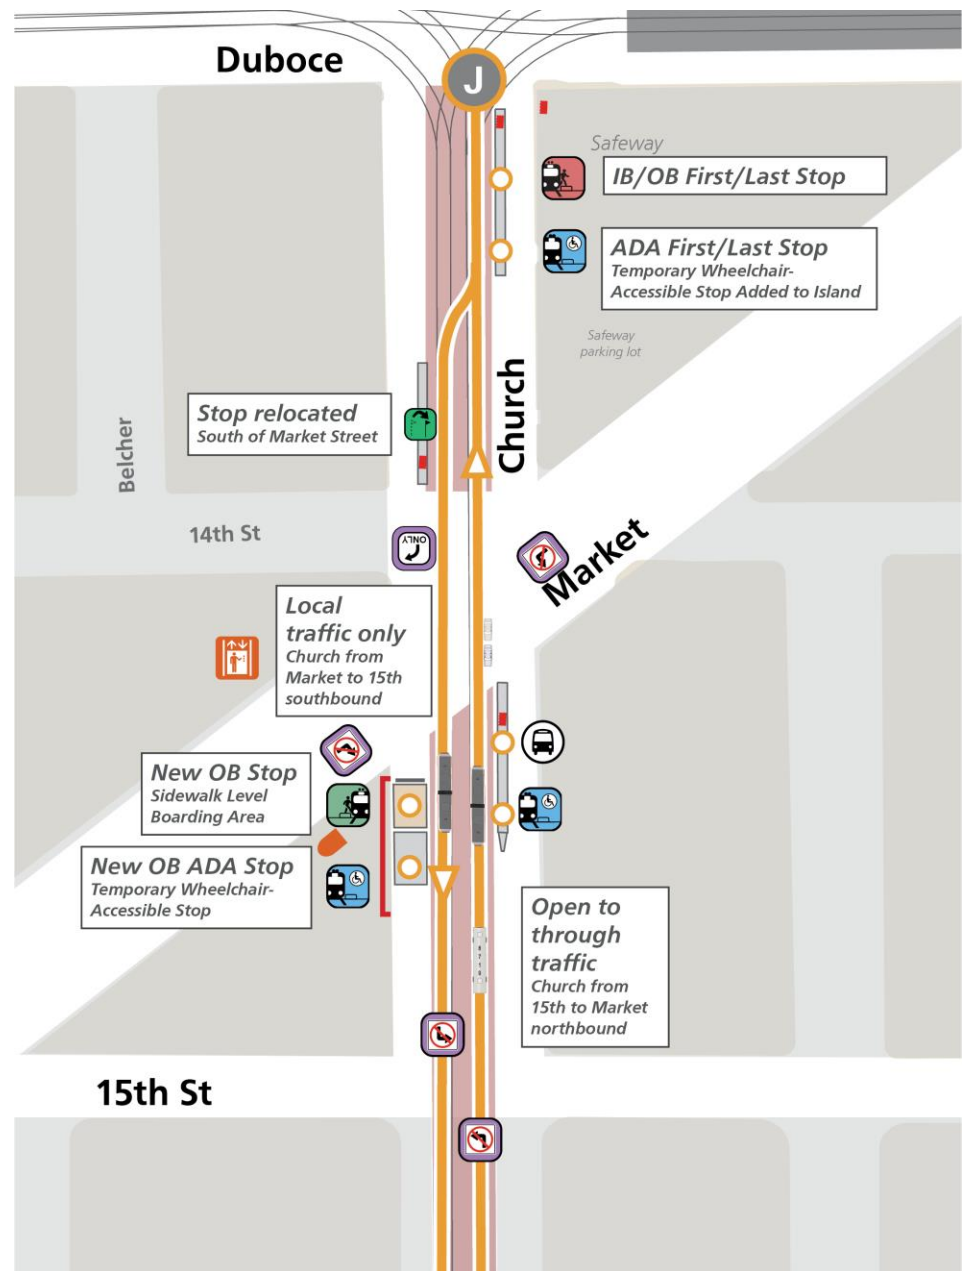 Duboce
J
Safeway
IB/OB First/Last Stop
ADA First/Last Stop
Temporary Wheelchair-
Accessible Stop Added to Island
Safeway
parking lot
Church
Stop relocated
South of Market Street
Belcher
14th St
ONLY
Market
Local
traffic only
Church from
Market to 15th
southbound
New OB Stop
Sidewalk Level
Boarding Area
New OB ADA Stop
Temporary Wheelchair-
Accessible Stop
Open to
through
traffic
Church from
15th to Market
northbound
15th St